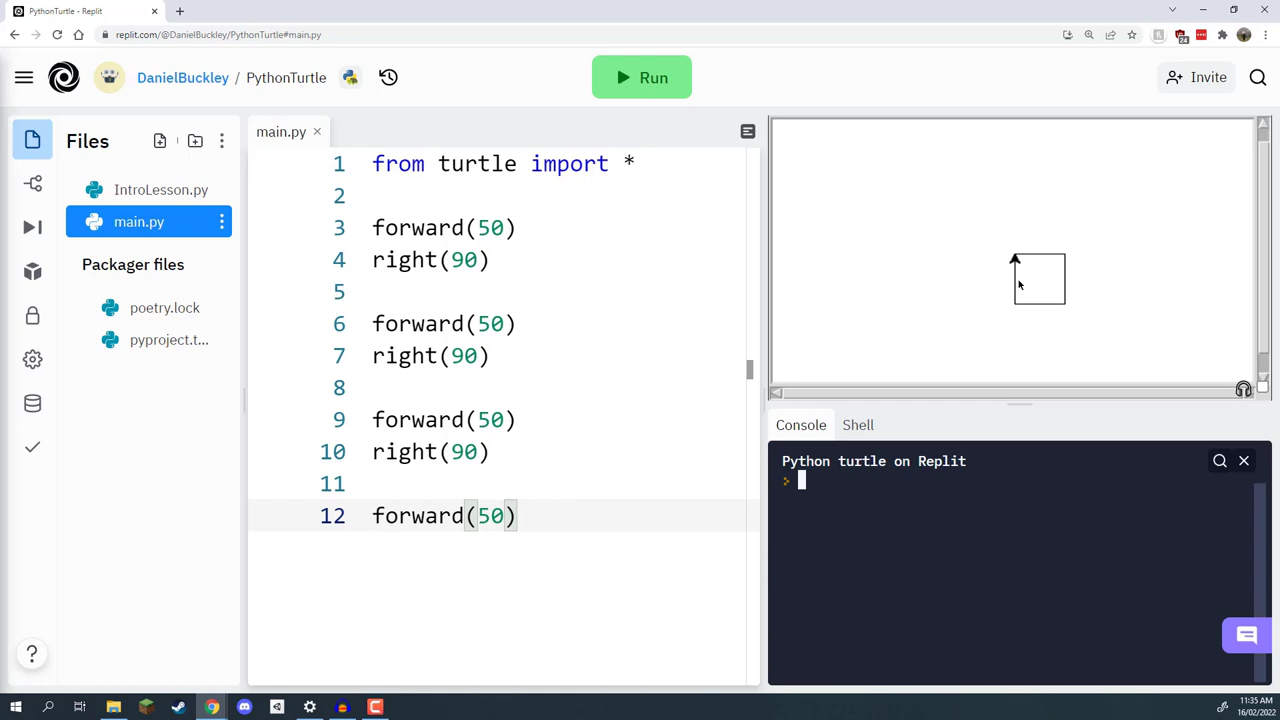 PythonTurtle - Replit
replit.com/@DanielBuckley/PythonTurtle#main.py
24
DanielBuckley / PythonTurtle
Run
Invite
Files
main.py
IntroLesson.py
main.py
Packager files
poetry.lock
pyproject.t...
1 from turtle import *
2
3 forward(50)
4 right(90)
5
6 forward(50)
7 right(90)
8
9 forward(50)
10 right(90)
11
12 forward(50)
Console Shell
Python turtle on Replit
?
11:35 AM
16/02/2022